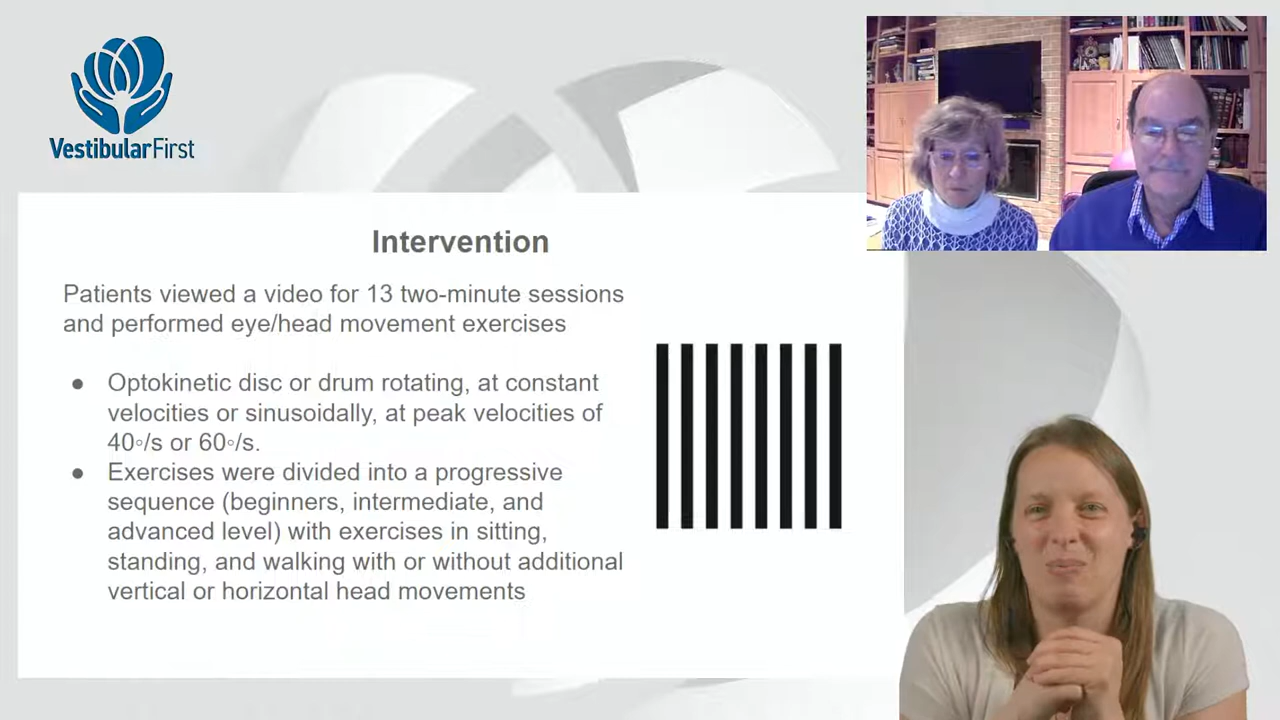 VestibularFirst
Intervention
Patients viewed a video for 13 two-minute sessions
and performed eye/head movement exercises
● Optokinetic disc or drum rotating, at constant
velocities or sinusoidally, at peak velocities of
40◦/s or 60◦/s.
● Exercises were divided into a progressive
sequence (beginners, intermediate, and
advanced level) with exercises in sitting,
standing, and walking with or without additional
vertical or horizontal head movements